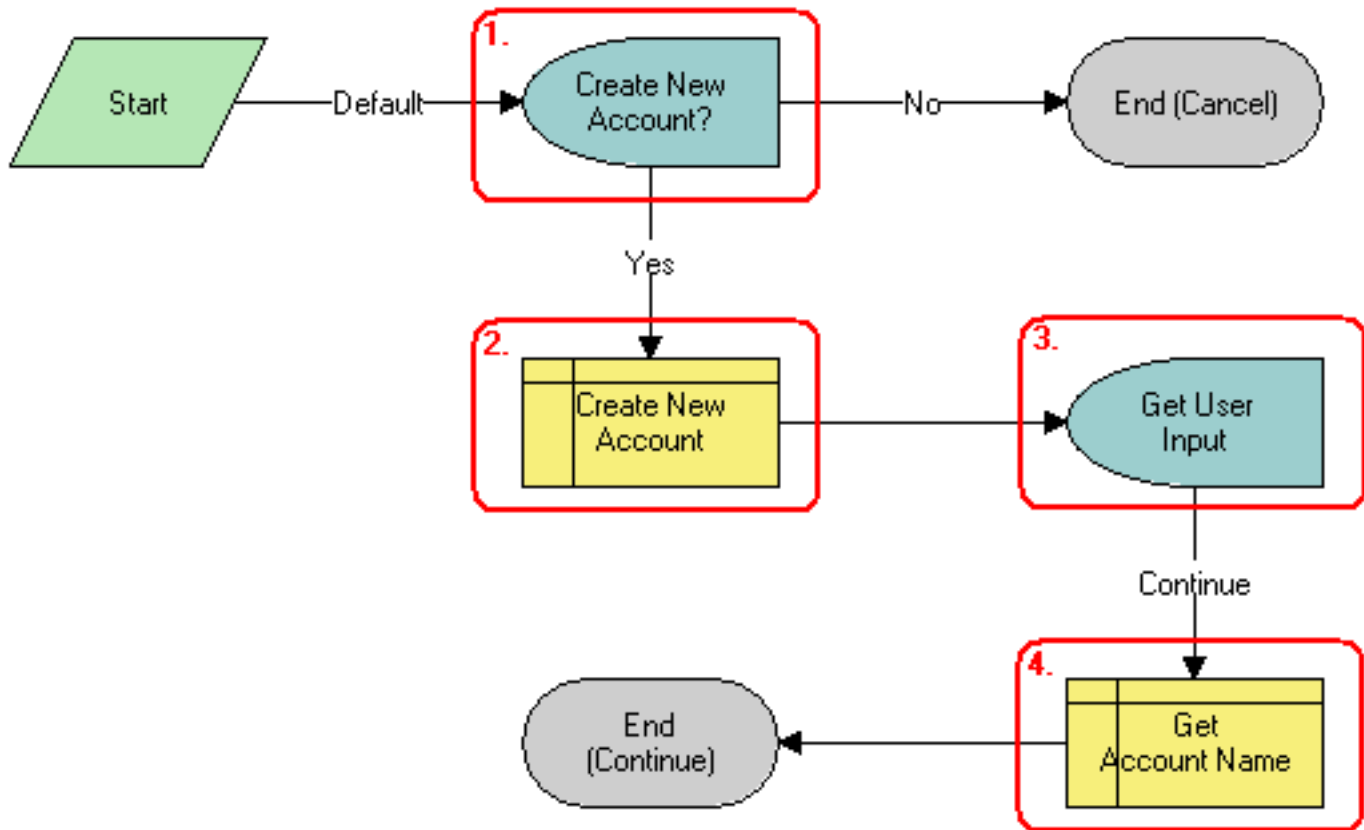 1.
Start
Default
Create New
Account?
No
End (Cancel)
Yes
2.
Create New
Account
3.
Get User
Input
Continue
4.
Get
Account Name
End
(Continue)